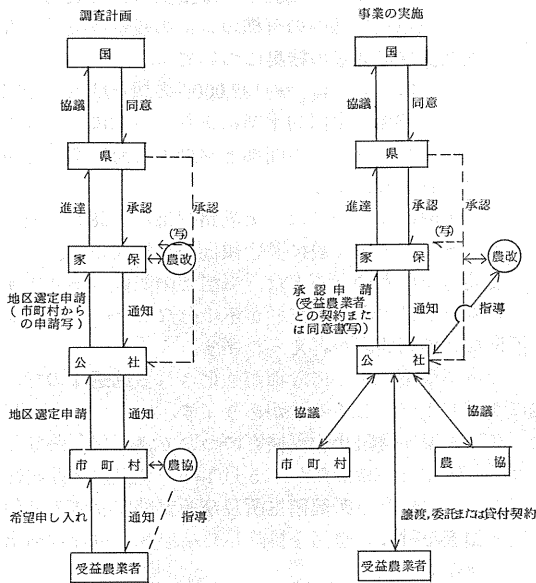 調査計画
国
協議
同意
県
進達
承認
承認
(写)
家保
農改
地区選定申請
(市町村から
の申請写)
通知
公社
地区選定申請
通知
市町村
農協
希望申し入れ
通知
指導
受益農業者
事業の実施
国
協議
同意
県
進達
承認
承認
(写)
家保
農改
承認申請
(受益農業者
との契約また
は同意書(写))
通知
指導
公社
協議
協議
市町村
農協
譲渡,委託または貸付契約
受益農業者